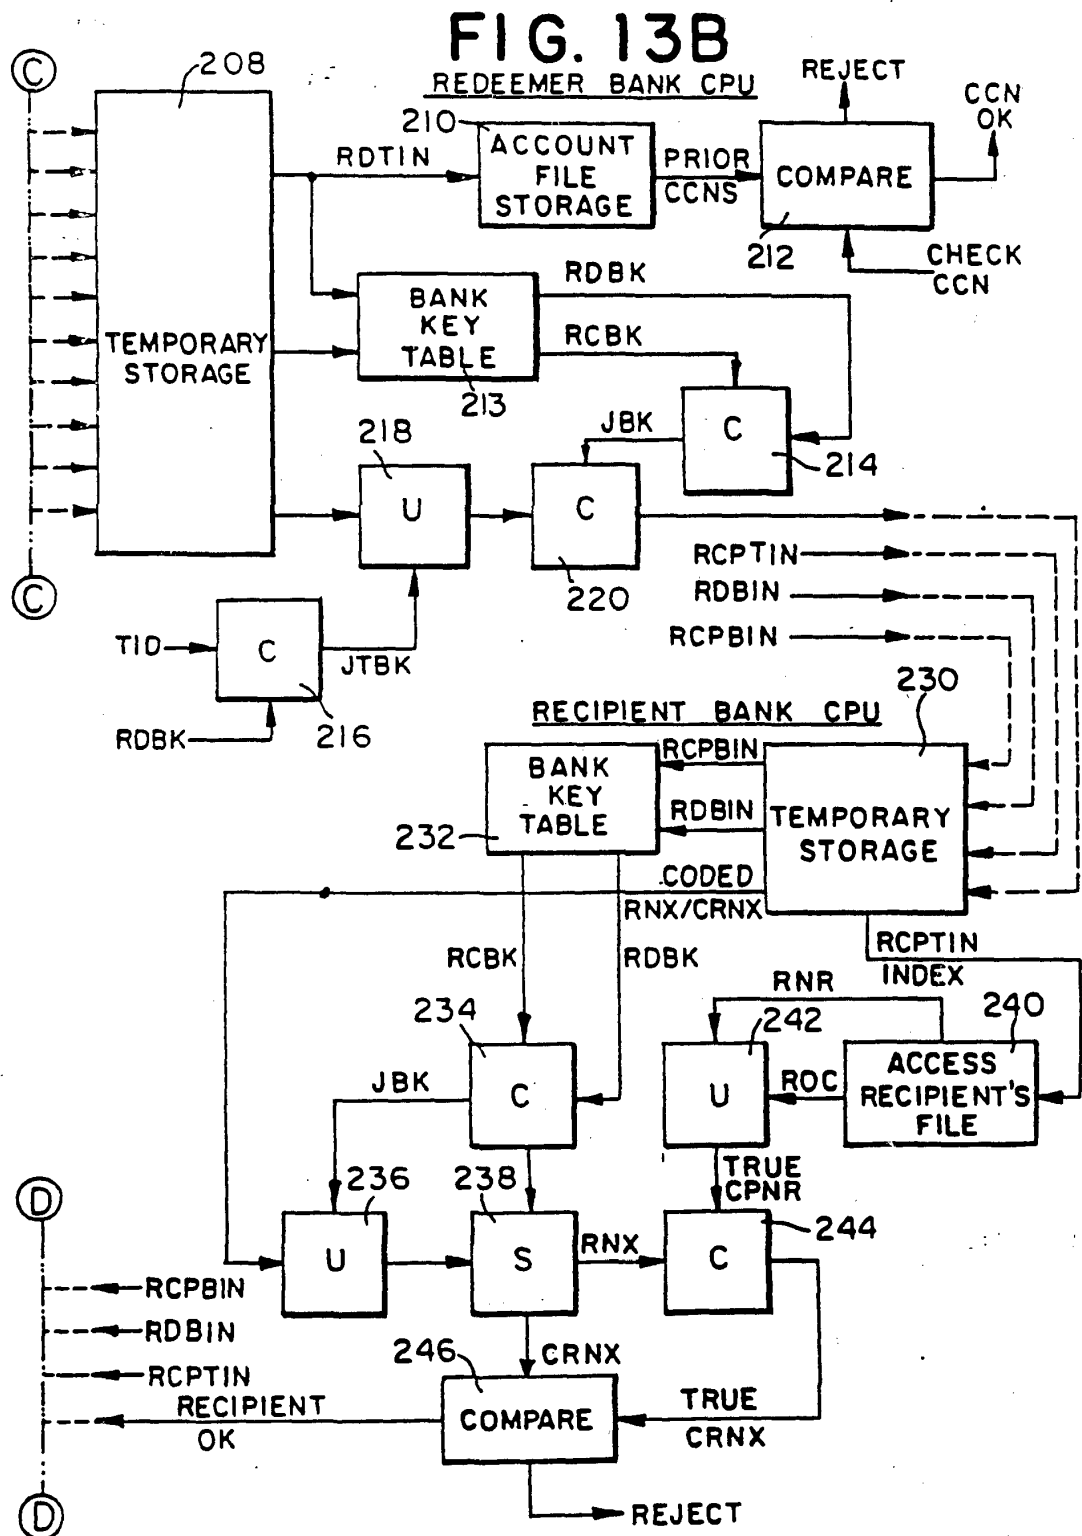 FIG. 13B
REDEEMER BANK CPU
C
208
REJECT
CCN
OK
210
RDTIN
ACCOUNT
FILE
STORAGE
PRIOR
CCNS
COMPARE
212
CHECK
CCN
TEMPORARY
STORAGE
BANK
KEY
TABLE
213
RDBK
RCBK
C
214
JBK
218
U
C
220
C
RCPTIN
RDBIN
RCPBIN
TID
C
JTBK
RDBK
216
230
RECIPIENT BANK CPU
BANK
KEY
TABLE
232
RCPBIN
RDBIN
TEMPORARY
STORAGE
CODED
RNX/CRNX
RCPTIN
INDEX
RCBK
RDBK
RNR
234
242
240
C
JBK
U
ROC
ACCESS
RECIPIENT'S
FILE
TRUE
CPNR
D
236
238
244
U
S
RNX
C
RCPBIN
RDBIN
RCPTIN
RECIPIENT
OK
246
CRNX
COMPARE
TRUE
CRNX
D
REJECT